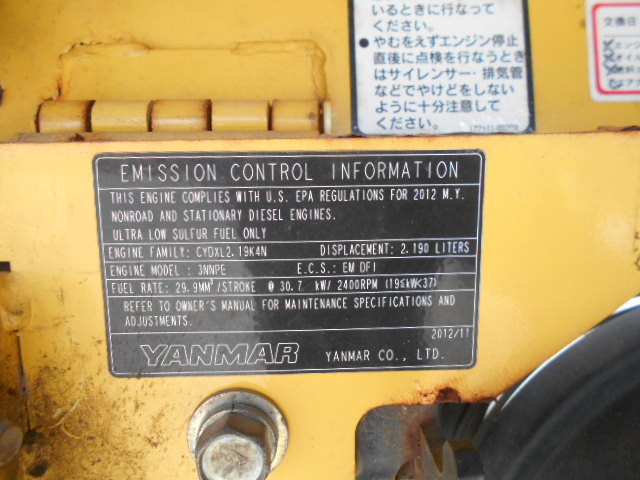 いるときに行なって
ください。
●やむをえずエンジン停止
直後に点検を行なうとき
はサイレンサー・排気管
などでやけどをしない
ように十分注意して
ください。
交換日
EMISSION CONTROL INFORMATION
THIS ENGINE COMPLIES WITH U.S. EPA REGULATIONS FOR 2012 M.Y.
NONROAD AND STATIONARY DIESEL ENGINES.
ULTRA LOW SULFUR FUEL ONLY
ENGINE FAMILY: CYDXL2.19K4N DISPLACEMENT: 2.190 LITERS
ENGINE MODEL : 3NNPE E.C.S.: EM DFI
FUEL RATE: 29.9MM³/STROKE @ 30.7 kW/ 2400RPM (19≤kW<37)
REFER TO OWNER'S MANUAL FOR MAINTENANCE SPECIFICATIONS AND
ADJUSTMENTS.
2012/11
YANMAR YANMAR CO., LTD.